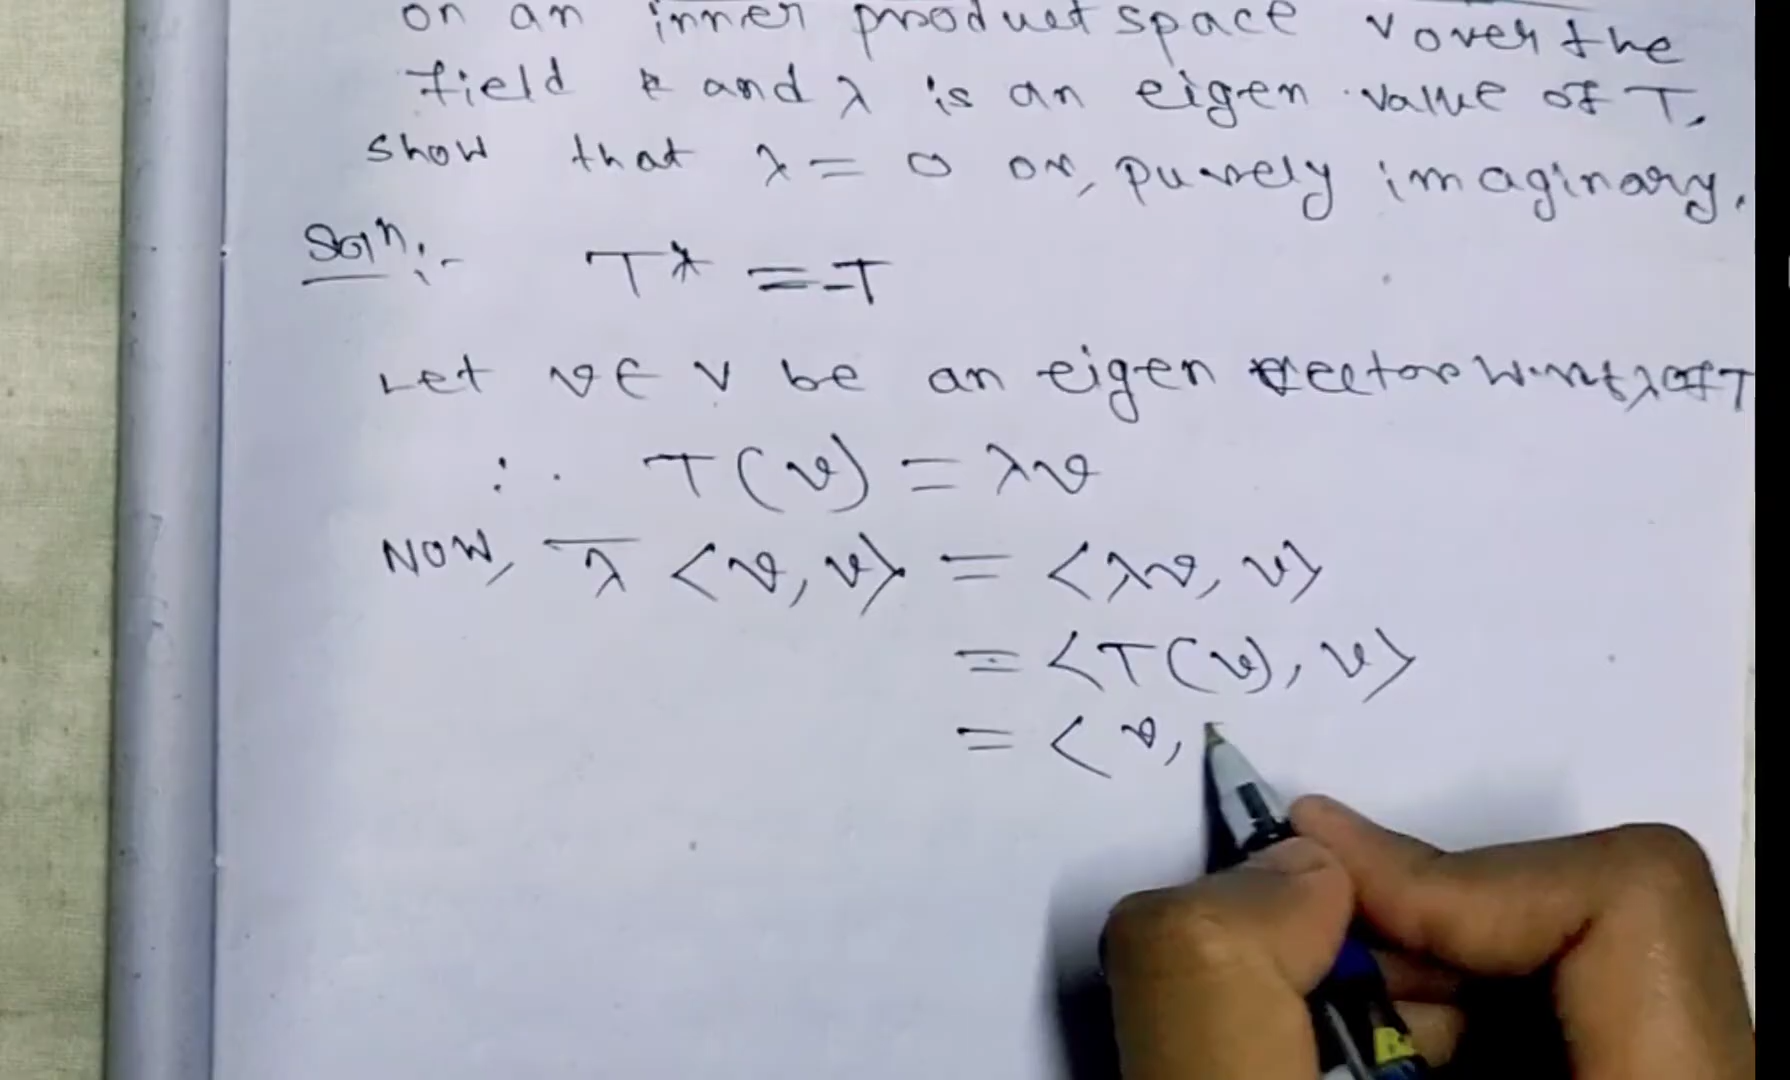 on an inner product space V over the
field F and λ is an eigen value of T.
show that λ = 0 or, purely imaginary.
Solⁿ:- T* = -T
Let v ∈ V be an eigen vector w.r.t λ of T
∴ T(v) = λv
Now, λ̅ <v, v> = <λv, v>
= <T(v), v>
= <v,